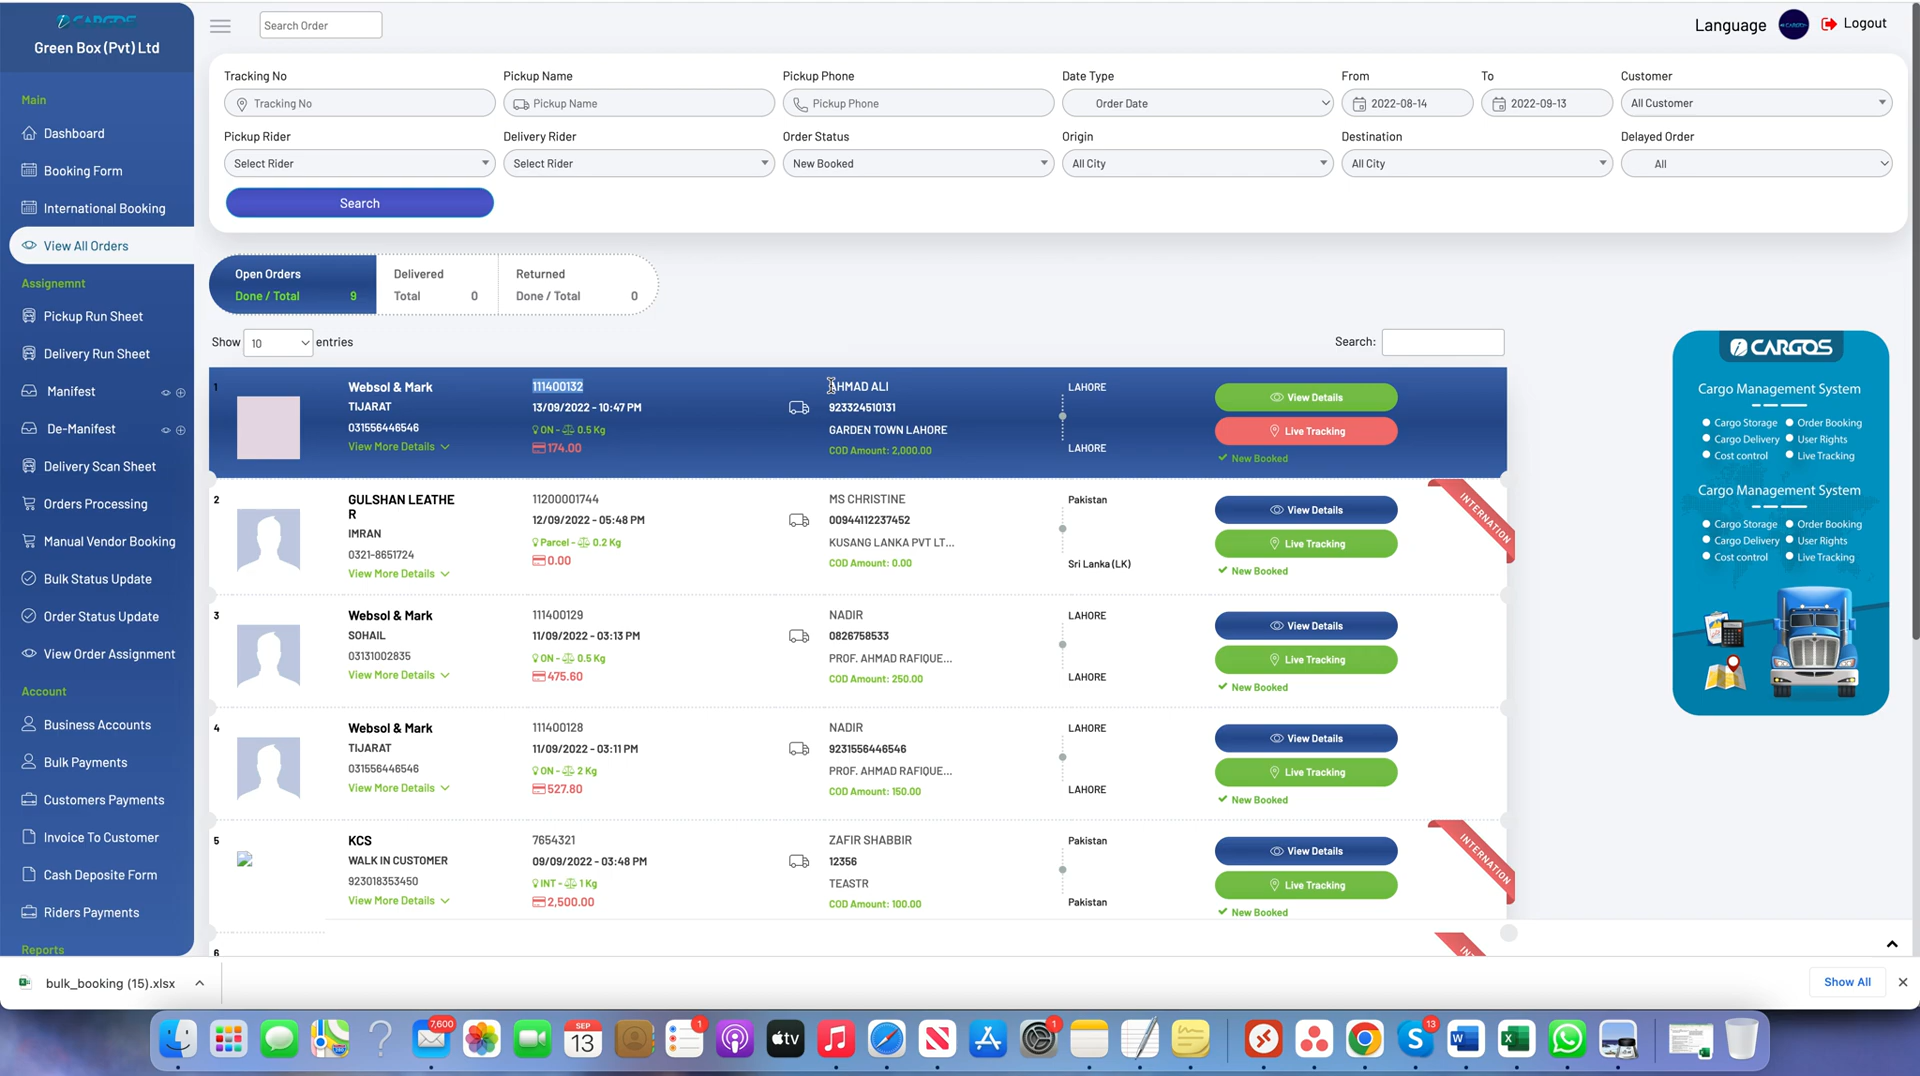 CARGOS
Green Box (Pvt) Ltd
Main
Dashboard
Booking Form
International Booking
View All Orders
Assignemnt
Pickup Run Sheet
Delivery Run Sheet
Manifest
De-Manifest
Delivery Scan Sheet
Orders Processing
Manual Vendor Booking
Bulk Status Update
Order Status Update
View Order Assignment
Account
Business Accounts
Bulk Payments
Customers Payments
Invoice To Customer
Cash Deposite Form
Riders Payments
Reports
Search Order
Language
Logout
Tracking No Pickup Name Pickup Phone Date Type From To Customer
Tracking No Pickup Name Pickup Phone Order Date 2022-08-14 2022-09-13 All Customer
Pickup Rider Delivery Rider Order Status Origin Destination Delayed Order
Select Rider Select Rider New Booked All City All City All
Search
Open Orders Delivered Returned
Done / Total 9 Total 0 Done / Total 0
Show 10 entries Search:
1 Websol & Mark 111400132 AHMAD ALI LAHORE View Details
TIJARAT 13/09/2022 - 10:47 PM 923324510131
031556446546 ON - 0.5 Kg GARDEN TOWN LAHORE Live Tracking
View More Details 174.00 COD Amount: 2,000.00 LAHORE New Booked
2 GULSHAN LEATHE 11200001744 MS CHRISTINE Pakistan View Details INTERNATION
R
IMRAN 12/09/2022 - 05:48 PM 00944112237452
0321-8651724 Parcel - 0.2 Kg KUSANG LANKA PVT LT... Live Tracking
View More Details 0.00 COD Amount: 0.00 Sri Lanka (LK) New Booked
3 Websol & Mark 111400129 NADIR LAHORE View Details
SOHAIL 11/09/2022 - 03:13 PM 0826758533
03131002835 ON - 0.5 Kg PROF. AHMAD RAFIQUE... Live Tracking
View More Details 475.60 COD Amount: 250.00 LAHORE New Booked
4 Websol & Mark 111400128 NADIR LAHORE View Details
TIJARAT 11/09/2022 - 03:11 PM 9231556446546
031556446546 ON - 2 Kg PROF. AHMAD RAFIQUE... Live Tracking
View More Details 527.80 COD Amount: 150.00 LAHORE New Booked
5 KCS 7654321 ZAFIR SHABBIR Pakistan View Details INTERNATION
WALK IN CUSTOMER 09/09/2022 - 03:48 PM 12356
923018353450 INT - 1 Kg TEASTR Live Tracking
View More Details 2,500.00 COD Amount: 100.00 Pakistan New Booked
6
CARGOS
Cargo Management System
Cargo Storage Order Booking
Cargo Delivery User Rights
Cost control Live Tracking
Cargo Management System
Cargo Storage Order Booking
Cargo Delivery User Rights
Cost control Live Tracking
bulk_booking (15).xlsx
Show All
7,600
SEP
13
1
tv
1
13